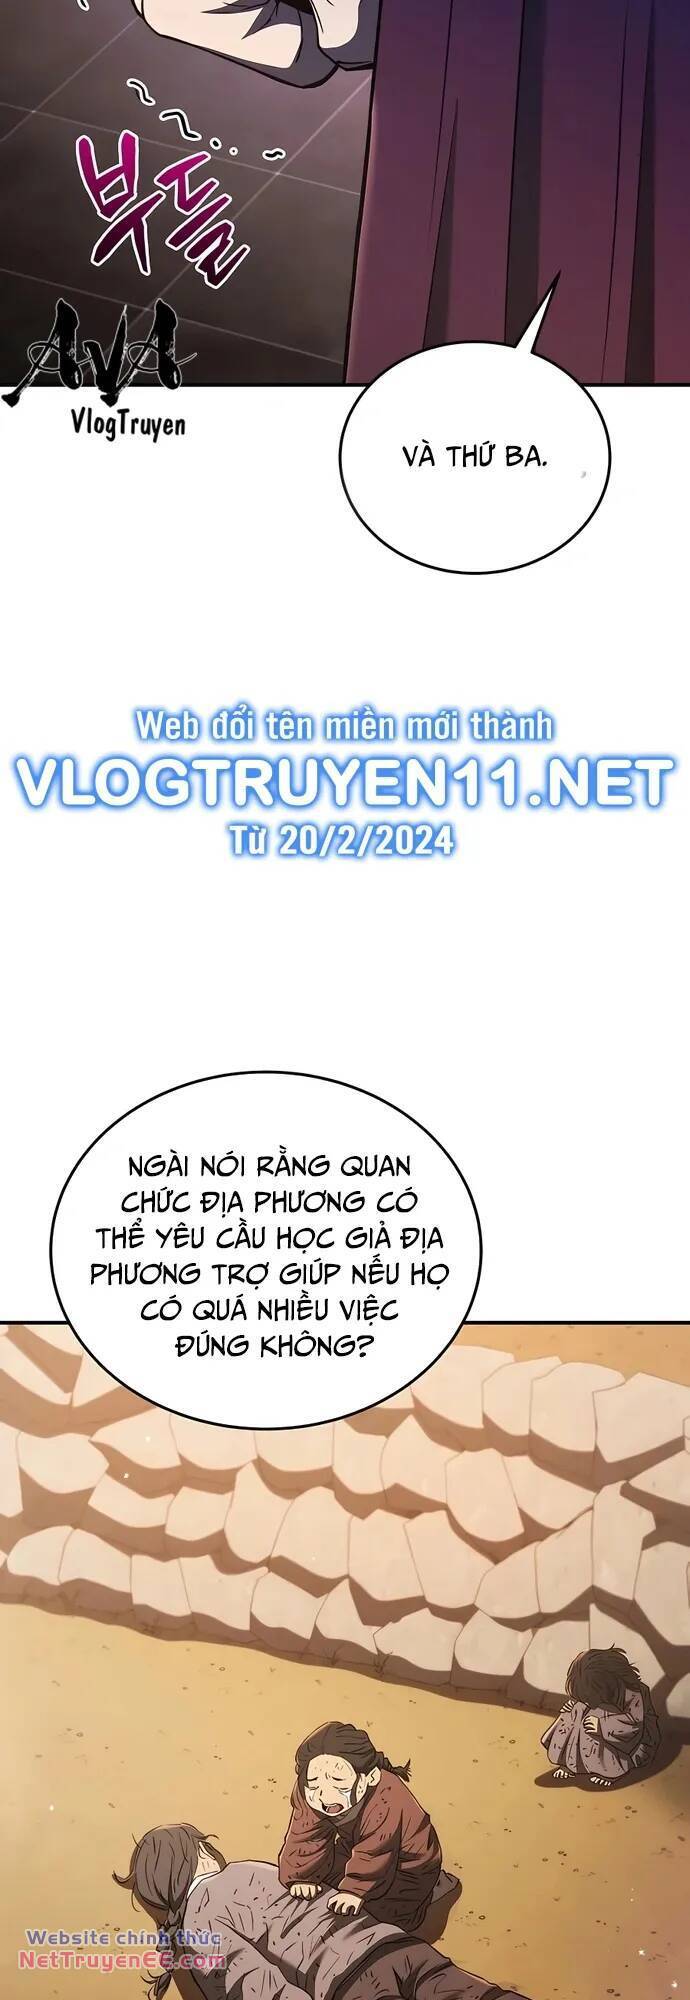 부들
AVA
VlogTruyen
VÀ THỨ BA.
Web đổi tên miền mới thành
VLOGTRUYEN11.NET
Từ 20/2/2024
NGÀI NÓI RẰNG QUAN
CHỨC ĐỊA PHƯƠNG CÓ
THỂ YÊU CẦU HỌC GIẢ ĐỊA
PHƯƠNG TRỢ GIÚP NẾU HỌ
CÓ QUÁ NHIỀU VIỆC
ĐÚNG KHÔNG?
Website chính thức
NetTruyenEE.com